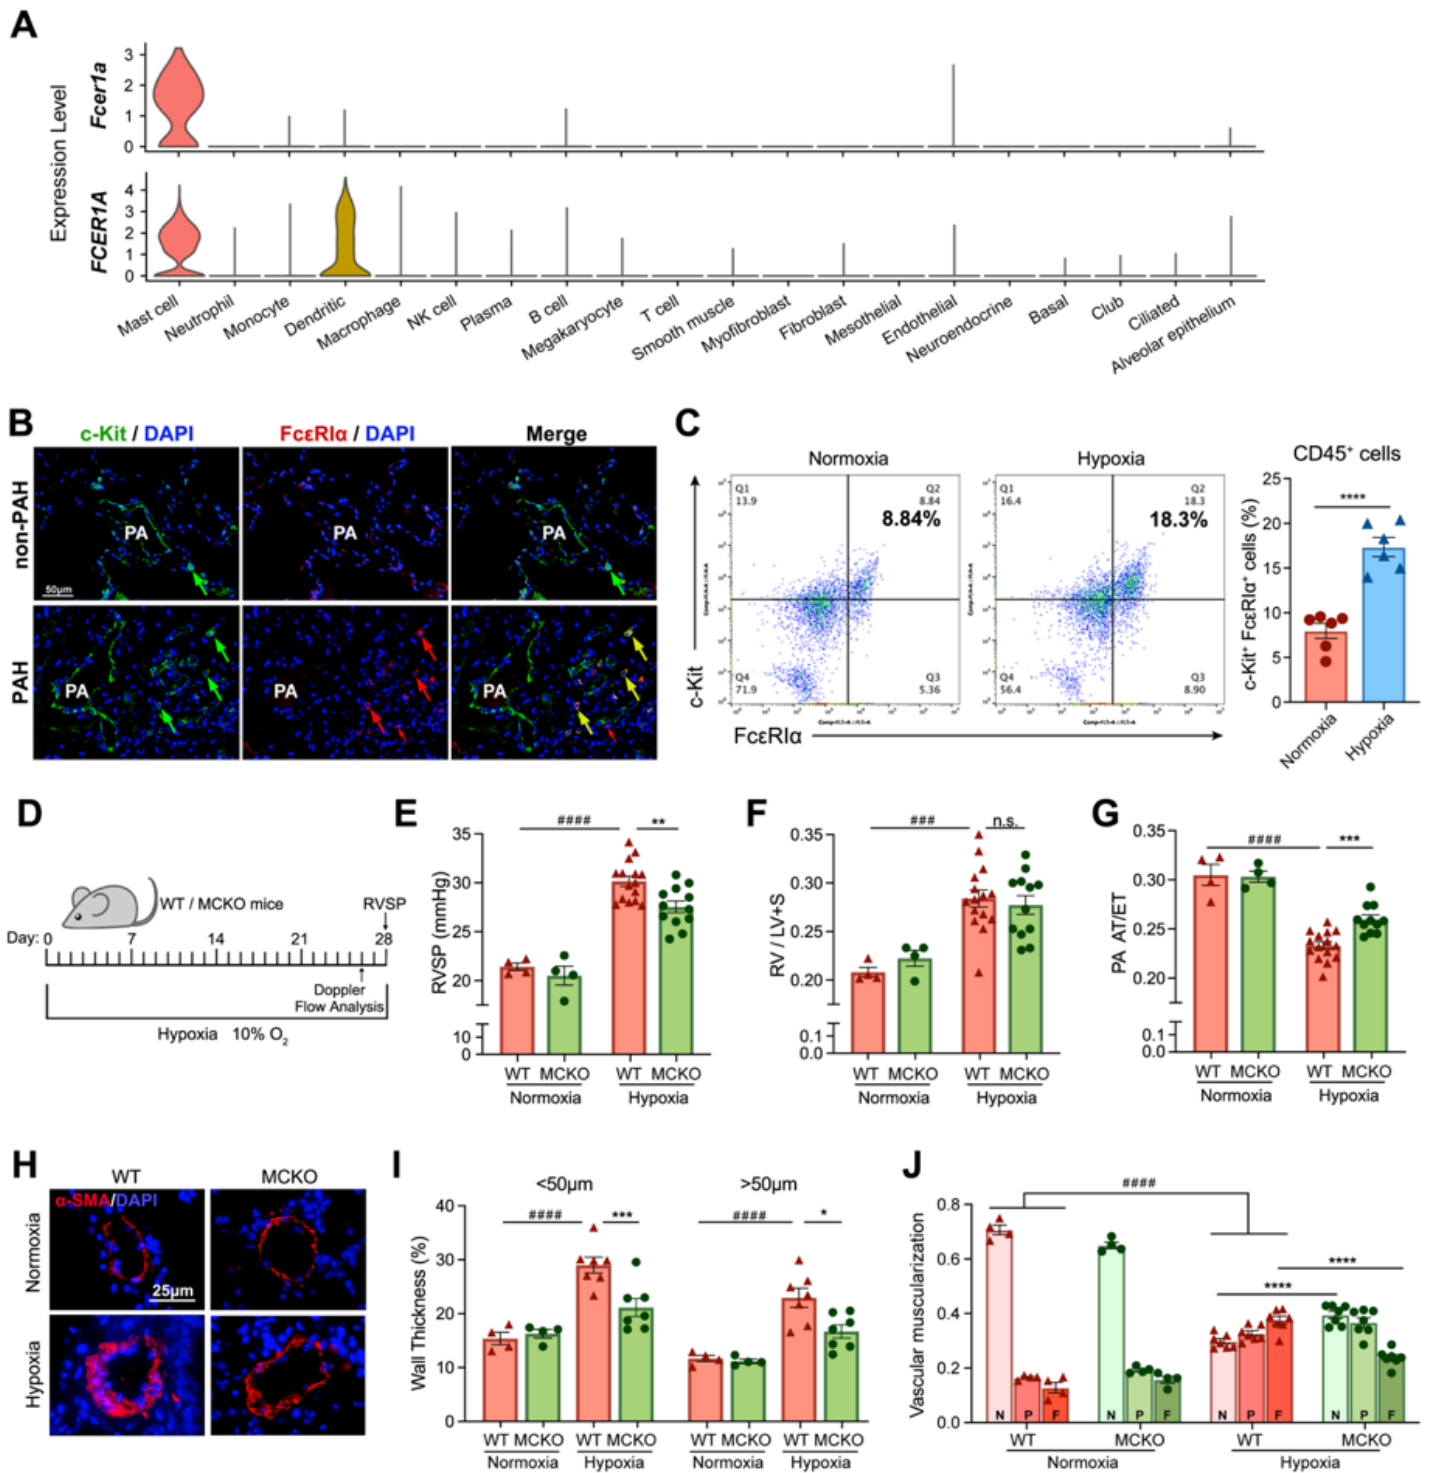 A
Expression Level
Fcer1a
3
2
1
0
FCER1A
4
3
2
1
0
Mast cell
Neutrophil
Monocyte
Dendritic
Macrophage
NK cell
Plasma
B cell
Megakaryocyte
T cell
Smooth muscle
Myofibroblast
Fibroblast
Mesothelial
Endothelial
Neuroendocrine
Basal
Club
Ciliated
Alveolar epithelium
B
c-Kit / DAPI
FcεRIα / DAPI
Merge
non-PAH
PA
PA
PA
50μm
PAH
PA
PA
PA
C
Normoxia
Hypoxia
Q1
13.9
Q2
8.84
8.84%
Q4
71.9
Q3
5.36
Q1
16.4
Q2
18.3
18.3%
Q4
56.4
Q3
8.90
c-Kit
FcεRIα
CD45+ cells
c-Kit+ FcεRIα+ cells (%)
25
20
15
10
5
0
****
Normoxia
Hypoxia
D
WT / MCKO mice
RVSP
Day: 0 7 14 21 28
Doppler
Flow Analysis
Hypoxia 10% O2
E
RVSP (mmHg)
35
30
25
20
10
0
####
**
WT MCKO WT MCKO
Normoxia Hypoxia
F
RV / LV+S
0.35
0.30
0.25
0.20
0.1
0.0
###
n.s.
WT MCKO WT MCKO
Normoxia Hypoxia
G
PA AT/ET
0.35
0.30
0.25
0.20
0.1
0.0
####
***
WT MCKO WT MCKO
Normoxia Hypoxia
H
WT
MCKO
α-SMA/DAPI
25μm
Normoxia
Hypoxia
I
<50μm
>50μm
Wall Thickness (%)
40
30
20
10
0
####
***
####
*
WT MCKO WT MCKO WT MCKO WT MCKO
Normoxia Hypoxia Normoxia Hypoxia
J
Vascular muscularization
0.8
0.6
0.4
0.2
0.0
####
****
****
N P F N P F N P F N P F
WT MCKO WT MCKO
Normoxia Hypoxia